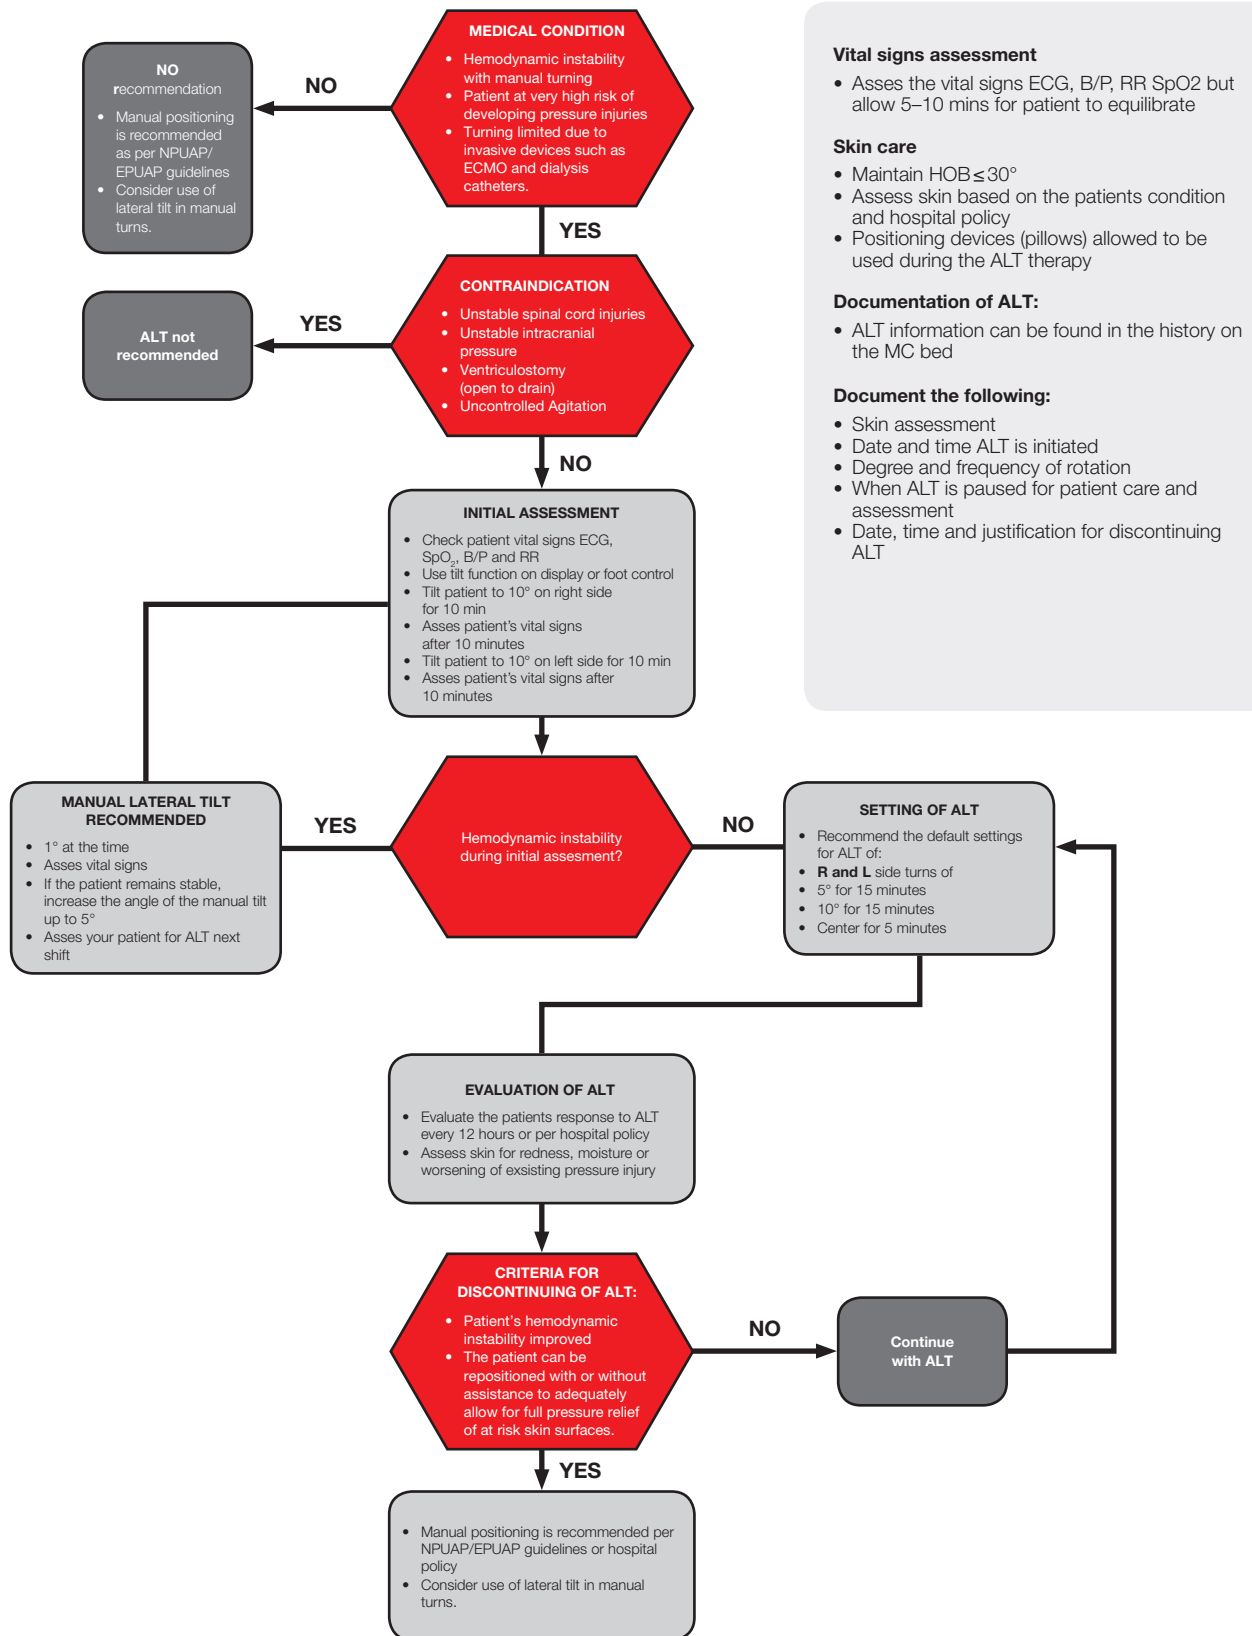 MEDICAL CONDITION
• Hemodynamic instability
with manual turning
• Patient at very high risk of
developing pressure injuries
• Turning limited due to
invasive devices such as
ECMO and dialysis
catheters.
NO
NO
recommendation
• Manual positioning
is recommended
as per NPUAP/
EPUAP guidelines
• Consider use of
lateral tilt in manual
turns.
YES
CONTRAINDICATION
• Unstable spinal cord injuries
• Unstable intracranial
pressure
• Ventriculostomy
(open to drain)
• Uncontrolled Agitation
YES
ALT not
recommended
NO
INITIAL ASSESSMENT
• Check patient vital signs ECG,
SpO₂, B/P and RR
• Use tilt function on display or foot control
• Tilt patient to 10° on right side
for 10 min
• Asses patient's vital signs
after 10 minutes
• Tilt patient to 10° on left side for 10 min
• Asses patient's vital signs after
10 minutes
Hemodynamic instability
during initial assesment?
YES
MANUAL LATERAL TILT
RECOMMENDED
• 1° at the time
• Asses vital signs
• If the patient remains stable,
increase the angle of the manual tilt
up to 5°
• Asses your patient for ALT next
shift
NO
SETTING OF ALT
• Recommend the default settings
for ALT of:
• R and L side turns of
• 5° for 15 minutes
• 10° for 15 minutes
• Center for 5 minutes
EVALUATION OF ALT
• Evaluate the patients response to ALT
every 12 hours or per hospital policy
• Assess skin for redness, moisture or
worsening of exsisting pressure injury
CRITERIA FOR
DISCONTINUING OF ALT:
• Patient's hemodynamic
instability improved
• The patient can be
repositioned with or without
assistance to adequately
allow for full pressure relief
of at risk skin surfaces.
NO
Continue
with ALT
YES
• Manual positioning is recommended per
NPUAP/EPUAP guidelines or hospital
policy
• Consider use of lateral tilt in manual
turns.
Vital signs assessment
• Asses the vital signs ECG, B/P, RR SpO2 but
allow 5–10 mins for patient to equilibrate
Skin care
• Maintain HOB≤30°
• Assess skin based on the patients condition
and hospital policy
• Positioning devices (pillows) allowed to be
used during the ALT therapy
Documentation of ALT:
• ALT information can be found in the history on
the MC bed
Document the following:
• Skin assessment
• Date and time ALT is initiated
• Degree and frequency of rotation
• When ALT is paused for patient care and
assessment
• Date, time and justification for discontinuing
ALT